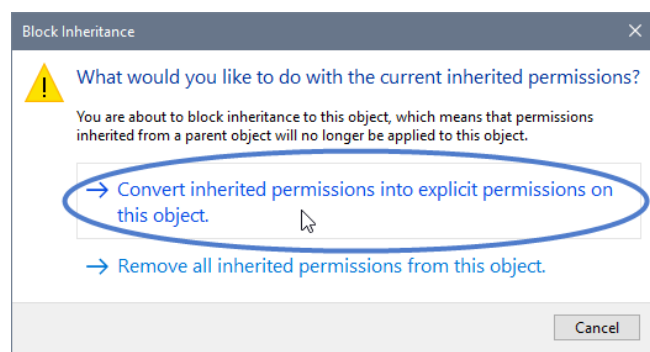 Block Inheritance
What would you like to do with the current inherited permissions?
You are about to block inheritance to this object, which means that permissions
inherited from a parent object will no longer be applied to this object.
Convert inherited permissions into explicit permissions on
this object.
Remove all inherited permissions from this object.
Cancel